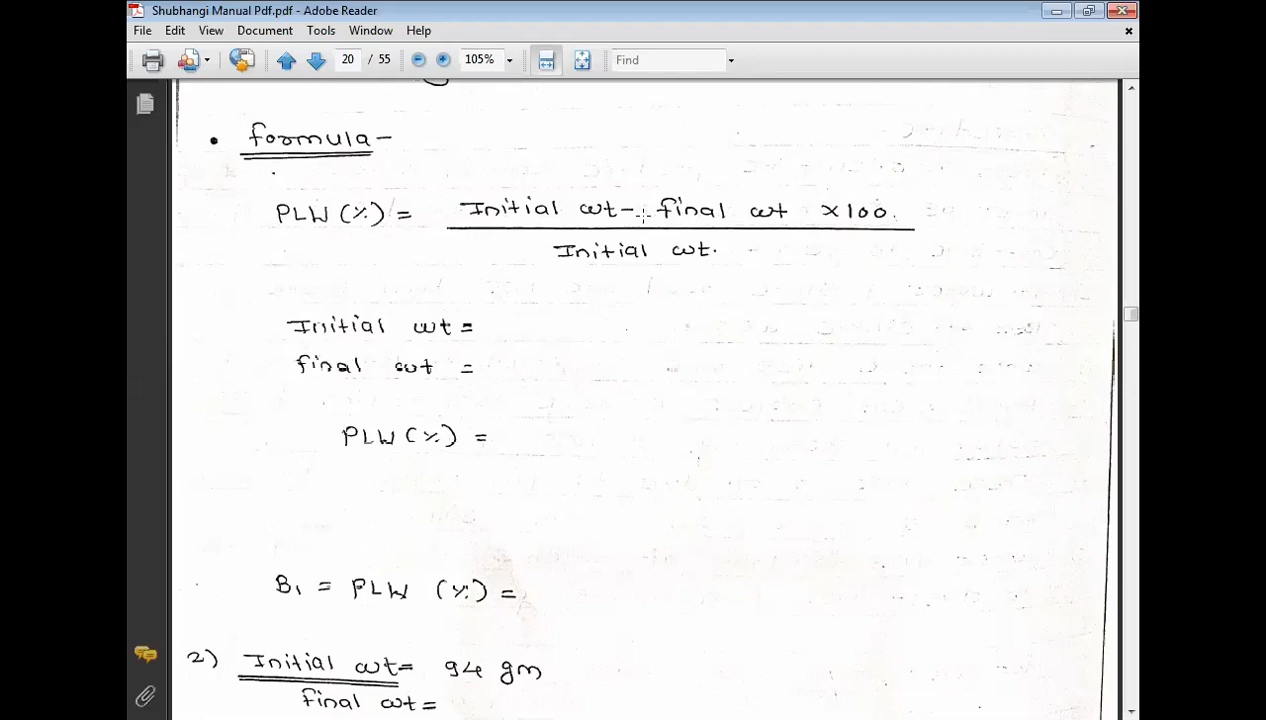 Shubhangi Manual Pdf.pdf - Adobe Reader
File Edit View Document Tools Window Help
20 / 55 105% Find
• formula-
PLW (%) = Initial wt - final wt ×100
Initial wt.
Initial wt =
final wt =
PLW (%) =
B1 = PLW (%) =
2) Initial wt = 94 gm
final wt =